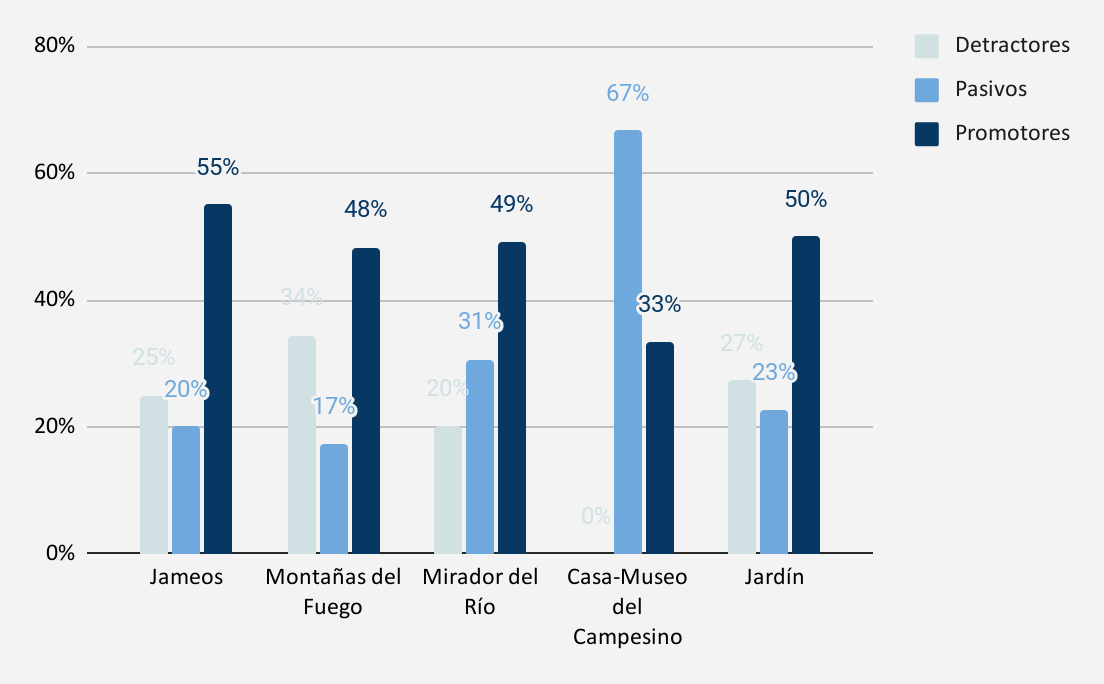 80%
60%
40%
20%
0%
25%
20%
55%
34%
17%
48%
20%
31%
49%
0%
67%
33%
27%
23%
50%
Jameos
Montañas del
Fuego
Mirador del
Río
Casa-Museo
del
Campesino
Jardín
Detractores
Pasivos
Promotores